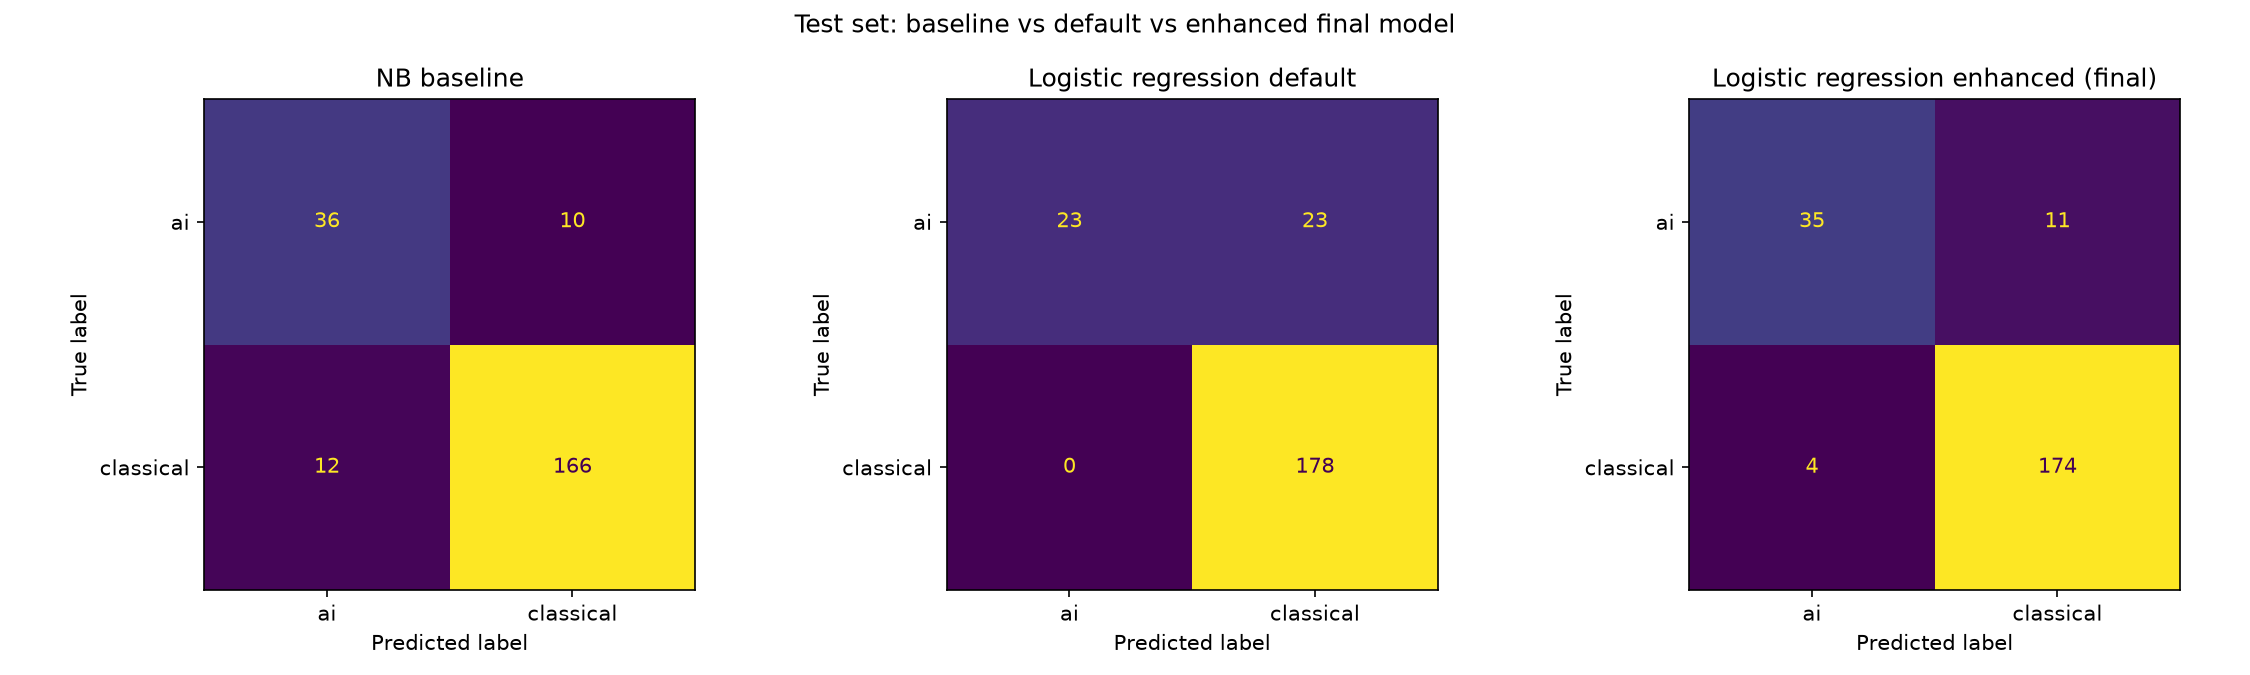 Test set: baseline vs default vs enhanced final model
NB baseline
True label
ai
classical
36
10
12
166
ai
classical
Predicted label
Logistic regression default
True label
ai
classical
23
23
0
178
ai
classical
Predicted label
Logistic regression enhanced (final)
True label
ai
classical
35
11
4
174
ai
classical
Predicted label